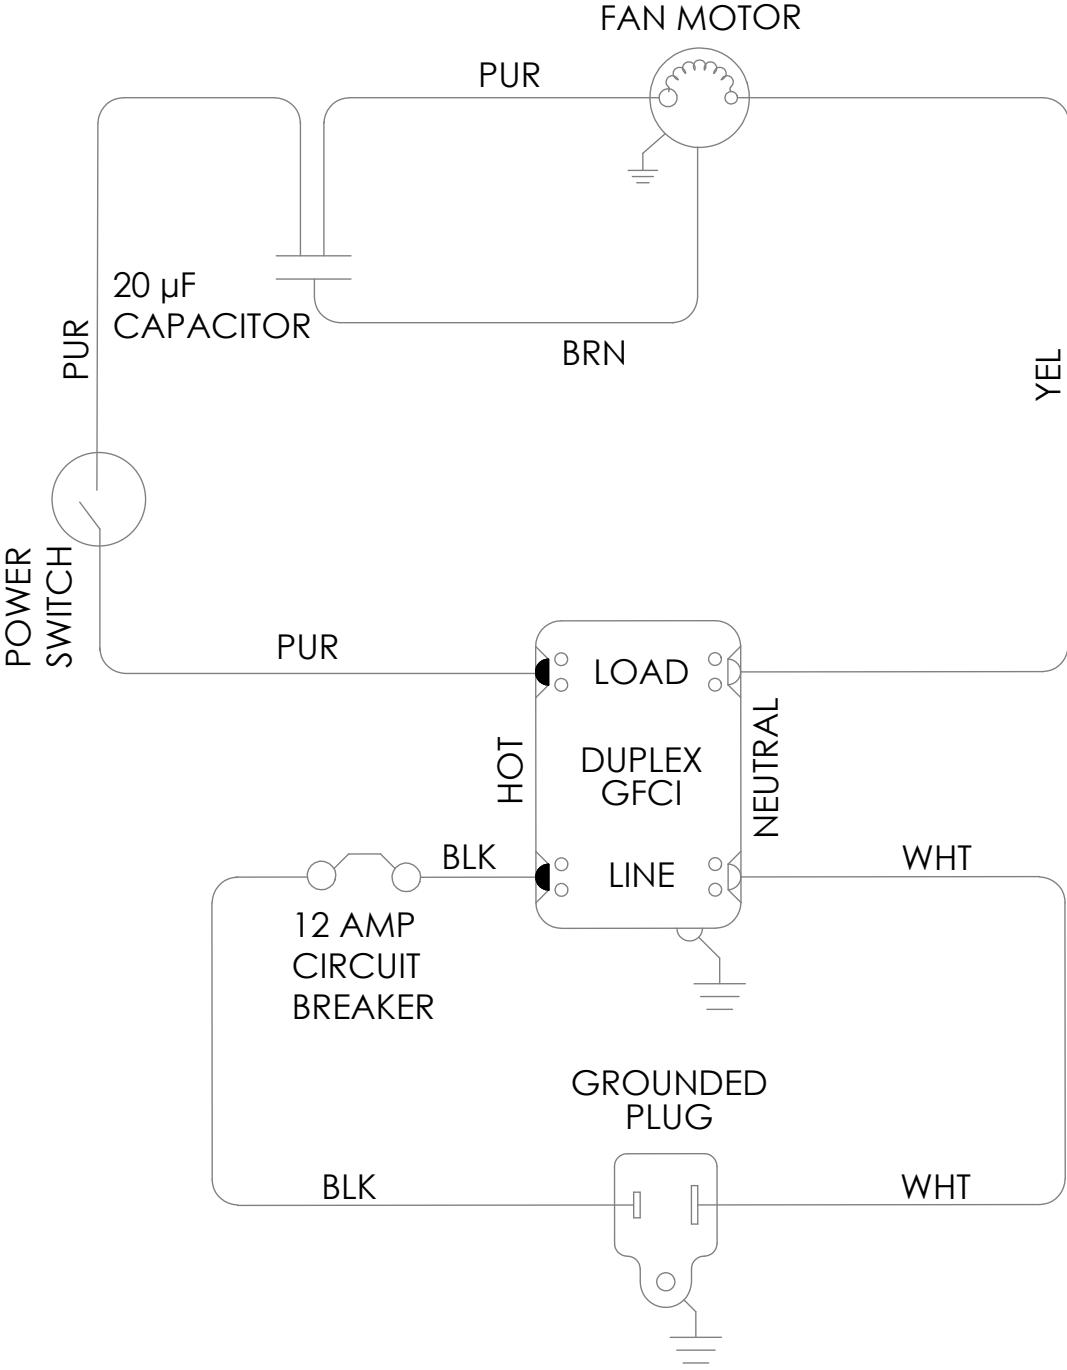 FAN MOTOR
PUR
20 µF
CAPACITOR
PUR
BRN
YEL
POWER
SWITCH
PUR
LOAD
HOT
DUPLEX
GFCI
NEUTRAL
BLK
LINE
WHT
12 AMP
CIRCUIT
BREAKER
GROUNDED
PLUG
BLK
WHT